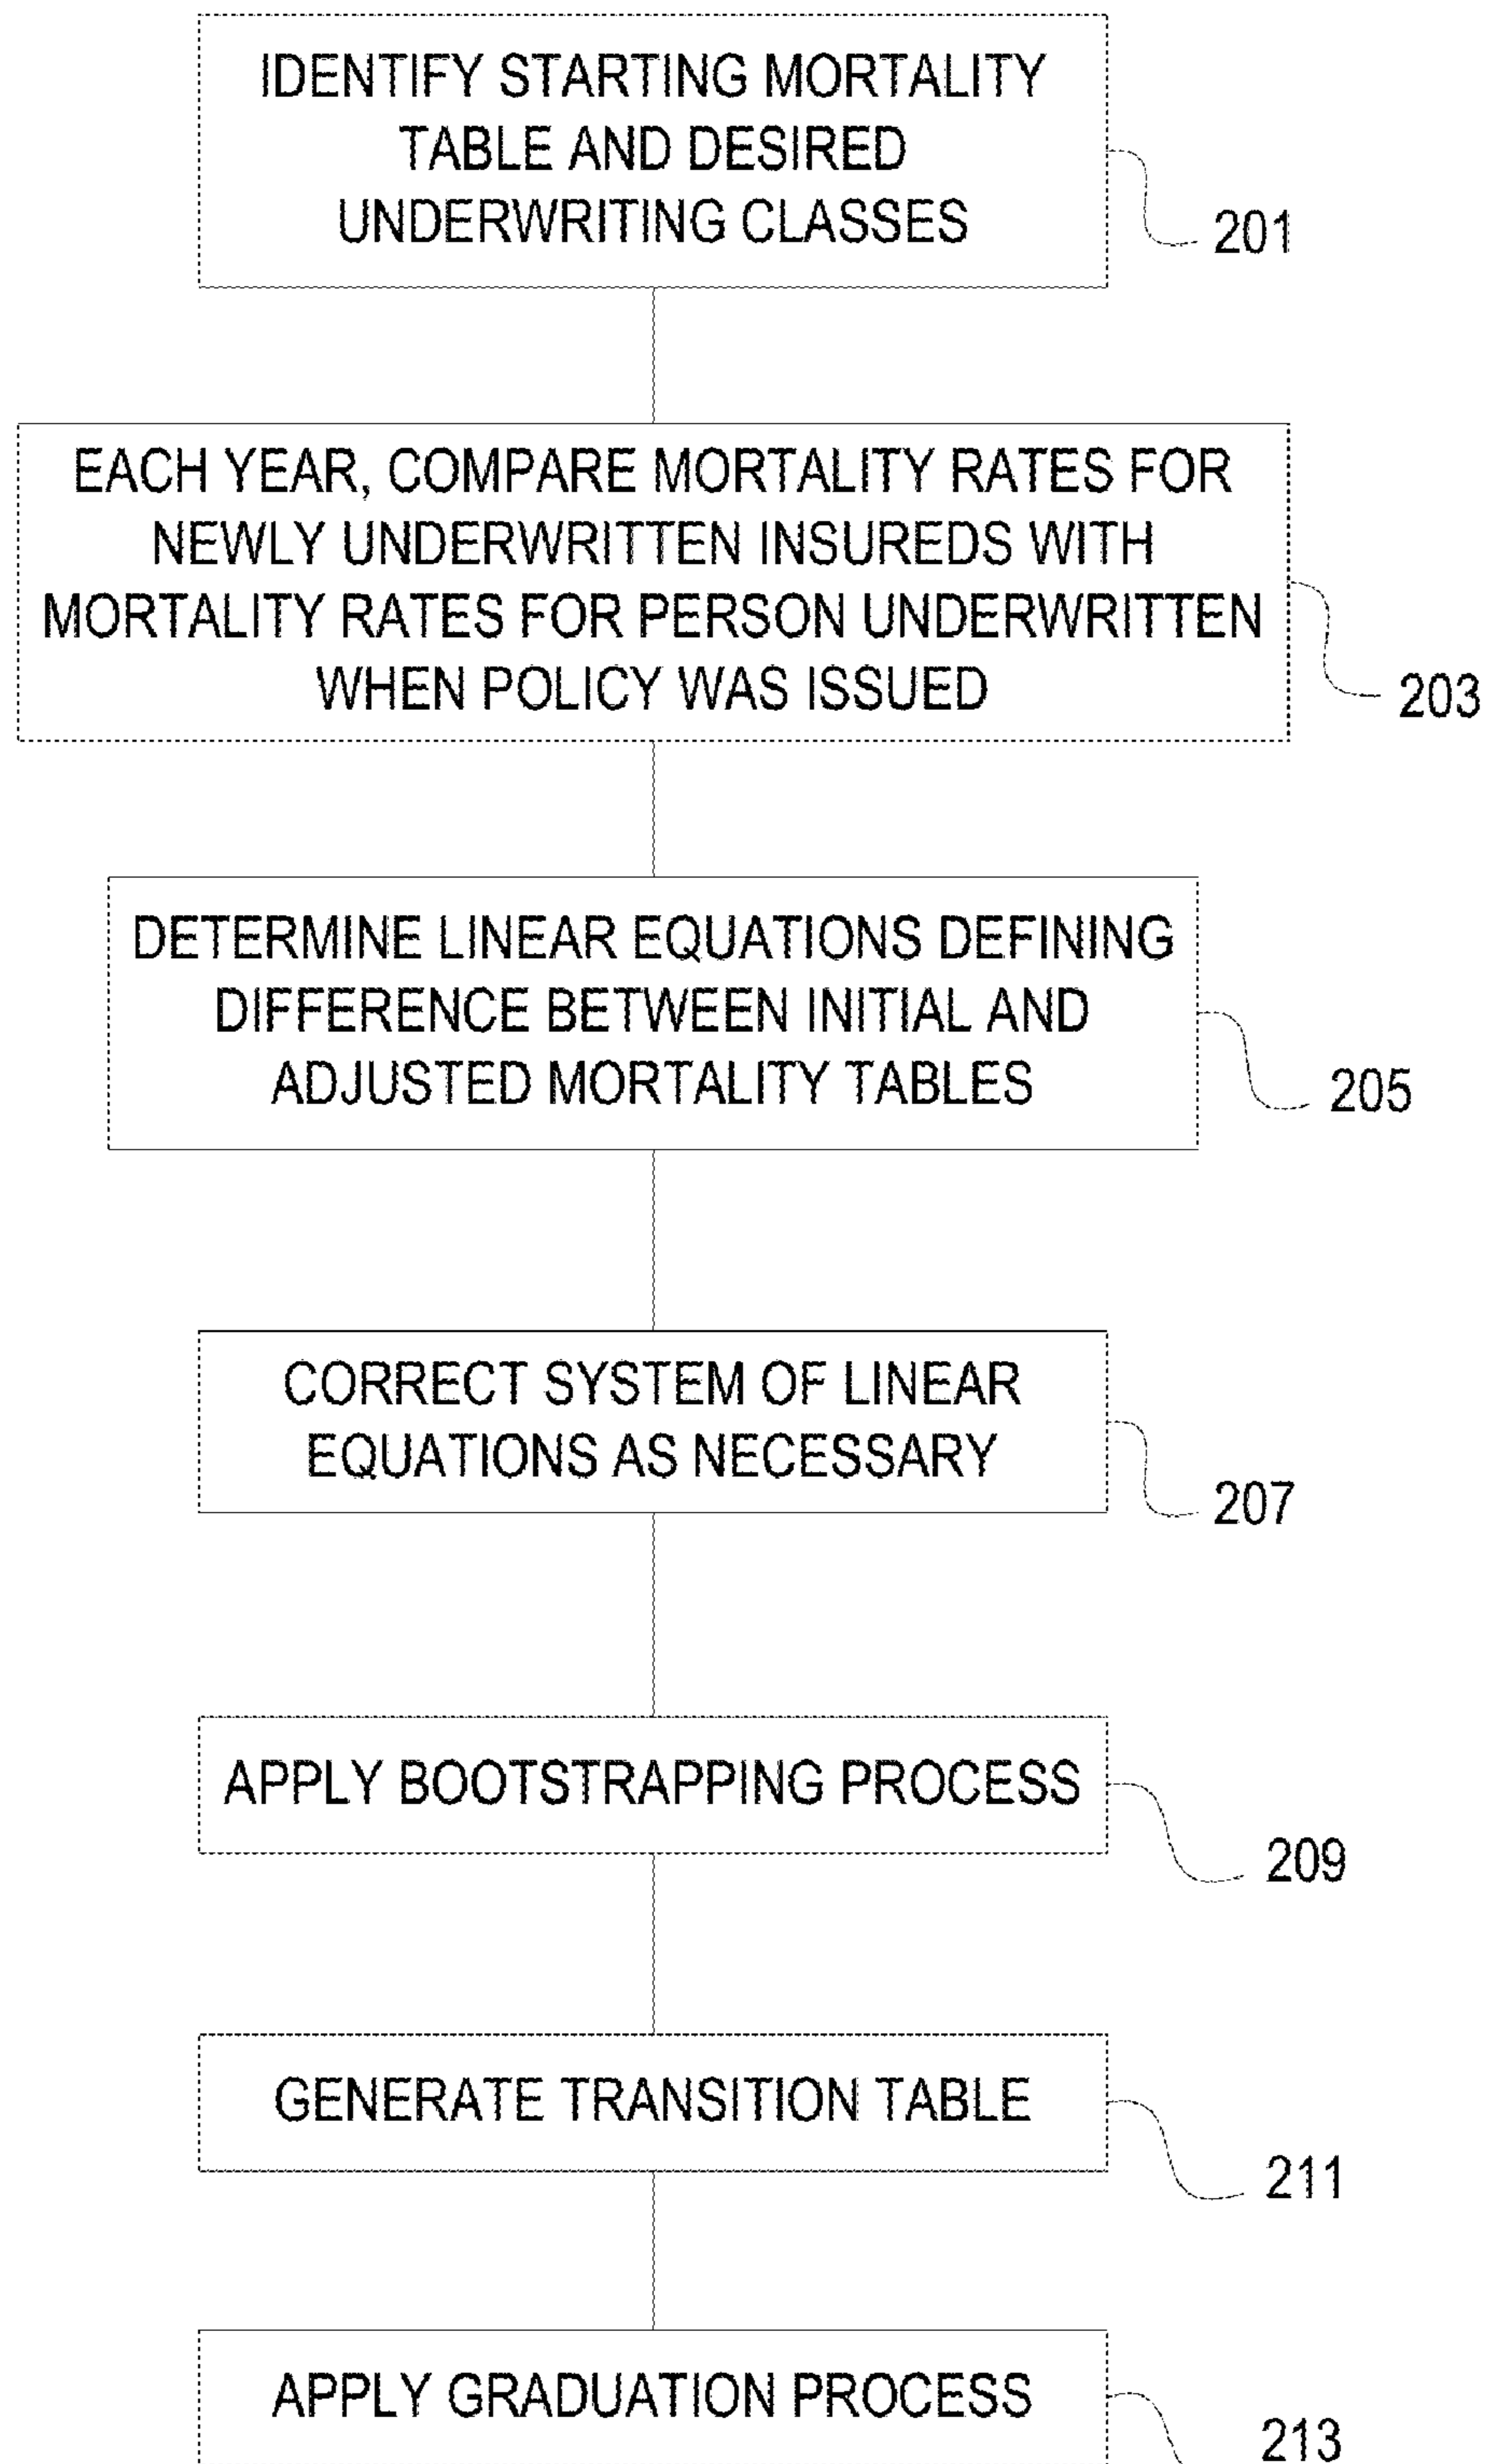 IDENTIFY STARTING MORTALITY
TABLE AND DESIRED
UNDERWRITING CLASSES
201
EACH YEAR, COMPARE MORTALITY RATES FOR
NEWLY UNDERWRITTEN INSUREDS WITH
MORTALITY RATES FOR PERSON UNDERWRITTEN
WHEN POLICY WAS ISSUED
203
DETERMINE LINEAR EQUATIONS DEFINING
DIFFERENCE BETWEEN INITIAL AND
ADJUSTED MORTALITY TABLES
205
CORRECT SYSTEM OF LINEAR
EQUATIONS AS NECESSARY
207
APPLY BOOTSTRAPPING PROCESS
209
GENERATE TRANSITION TABLE
211
APPLY GRADUATION PROCESS
213